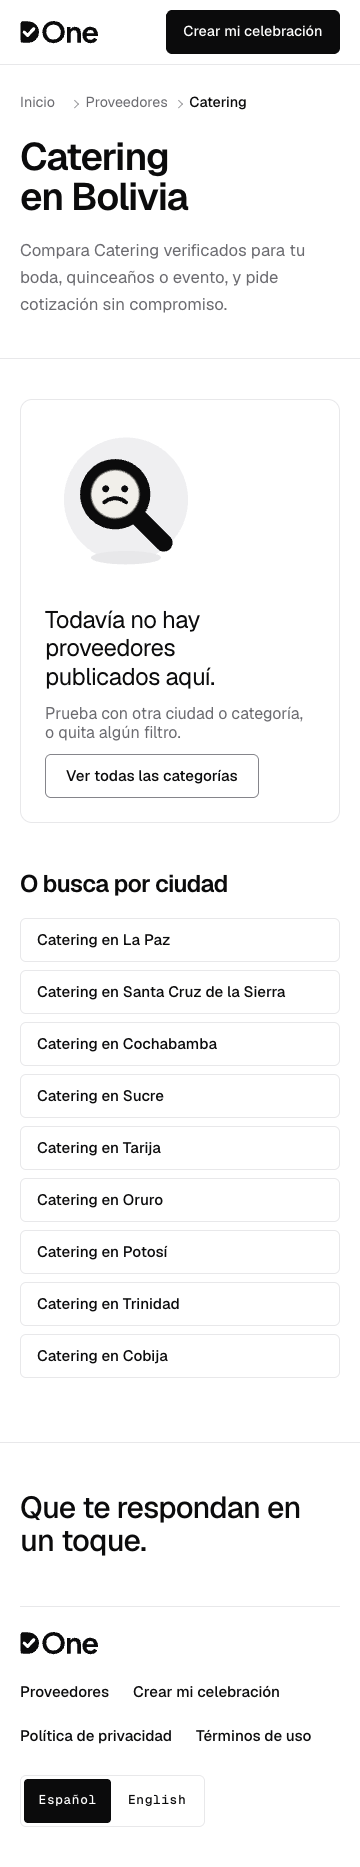 One
Crear mi celebración
Inicio > Proveedores > Catering
Catering
en Bolivia
Compara Catering verificados para tu
boda, quinceaños o evento, y pide
cotización sin compromiso.
Todavía no hay
proveedores
publicados aquí.
Prueba con otra ciudad o categoría,
o quita algún filtro.
Ver todas las categorías
O busca por ciudad
Catering en La Paz
Catering en Santa Cruz de la Sierra
Catering en Cochabamba
Catering en Sucre
Catering en Tarija
Catering en Oruro
Catering en Potosí
Catering en Trinidad
Catering en Cobija
Que te respondan en
un toque.
One
Proveedores Crear mi celebración
Política de privacidad Términos de uso
Español English